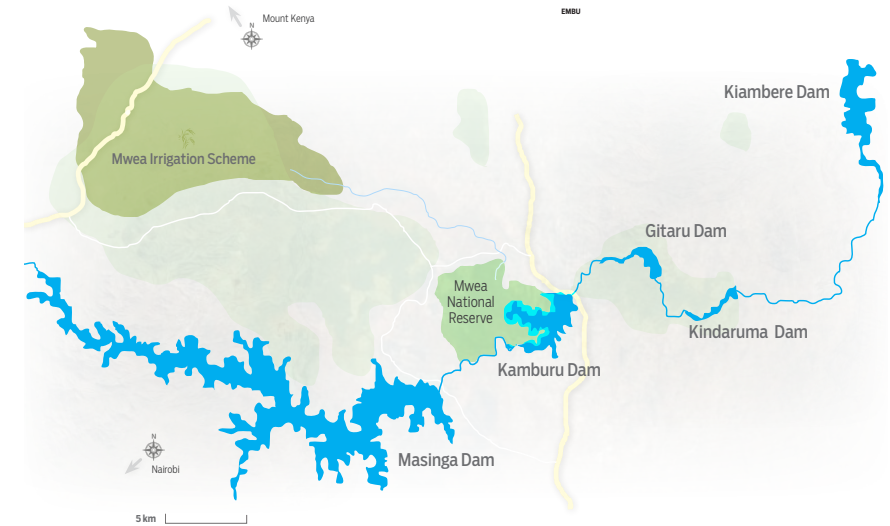 EMBU
N
Mount Kenya
Kiambere Dam
Mwea Irrigation Scheme
Gitaru Dam
Mwea
National
Reserve
Kindaruma Dam
Kamburu Dam
N
Nairobi
Masinga Dam
5 km